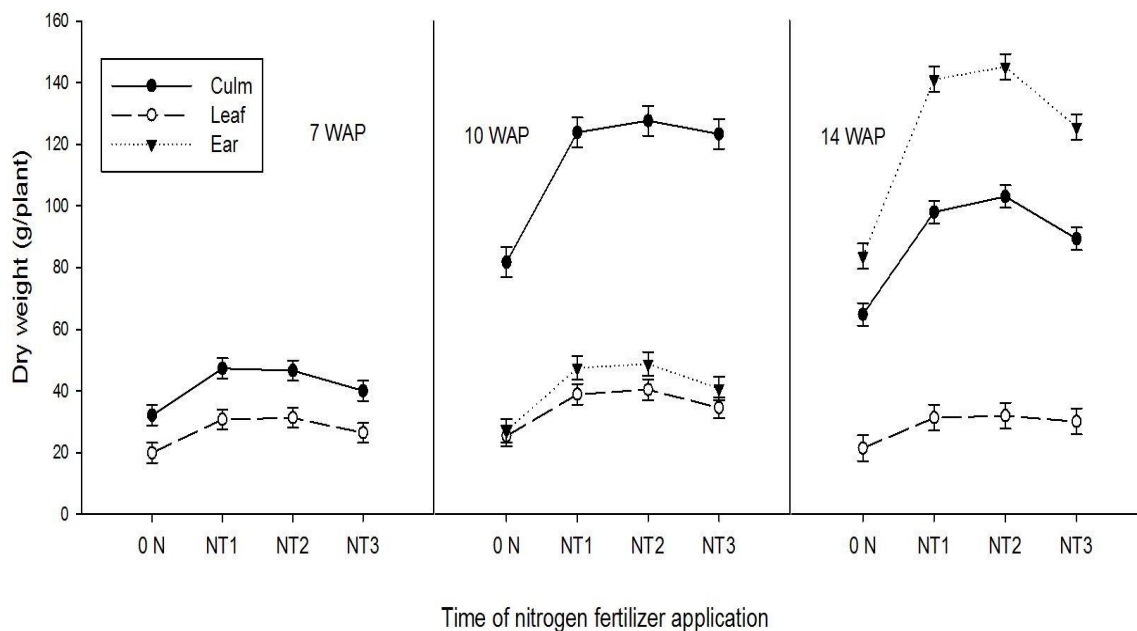 160
140
120
100
80
60
40
20
0
Dry weight (g/plant)
Culm
Leaf
Ear
7 WAP
10 WAP
14 WAP
0 N NT1 NT2 NT3
0 N NT1 NT2 NT3
0 N NT1 NT2 NT3
Time of nitrogen fertilizer application